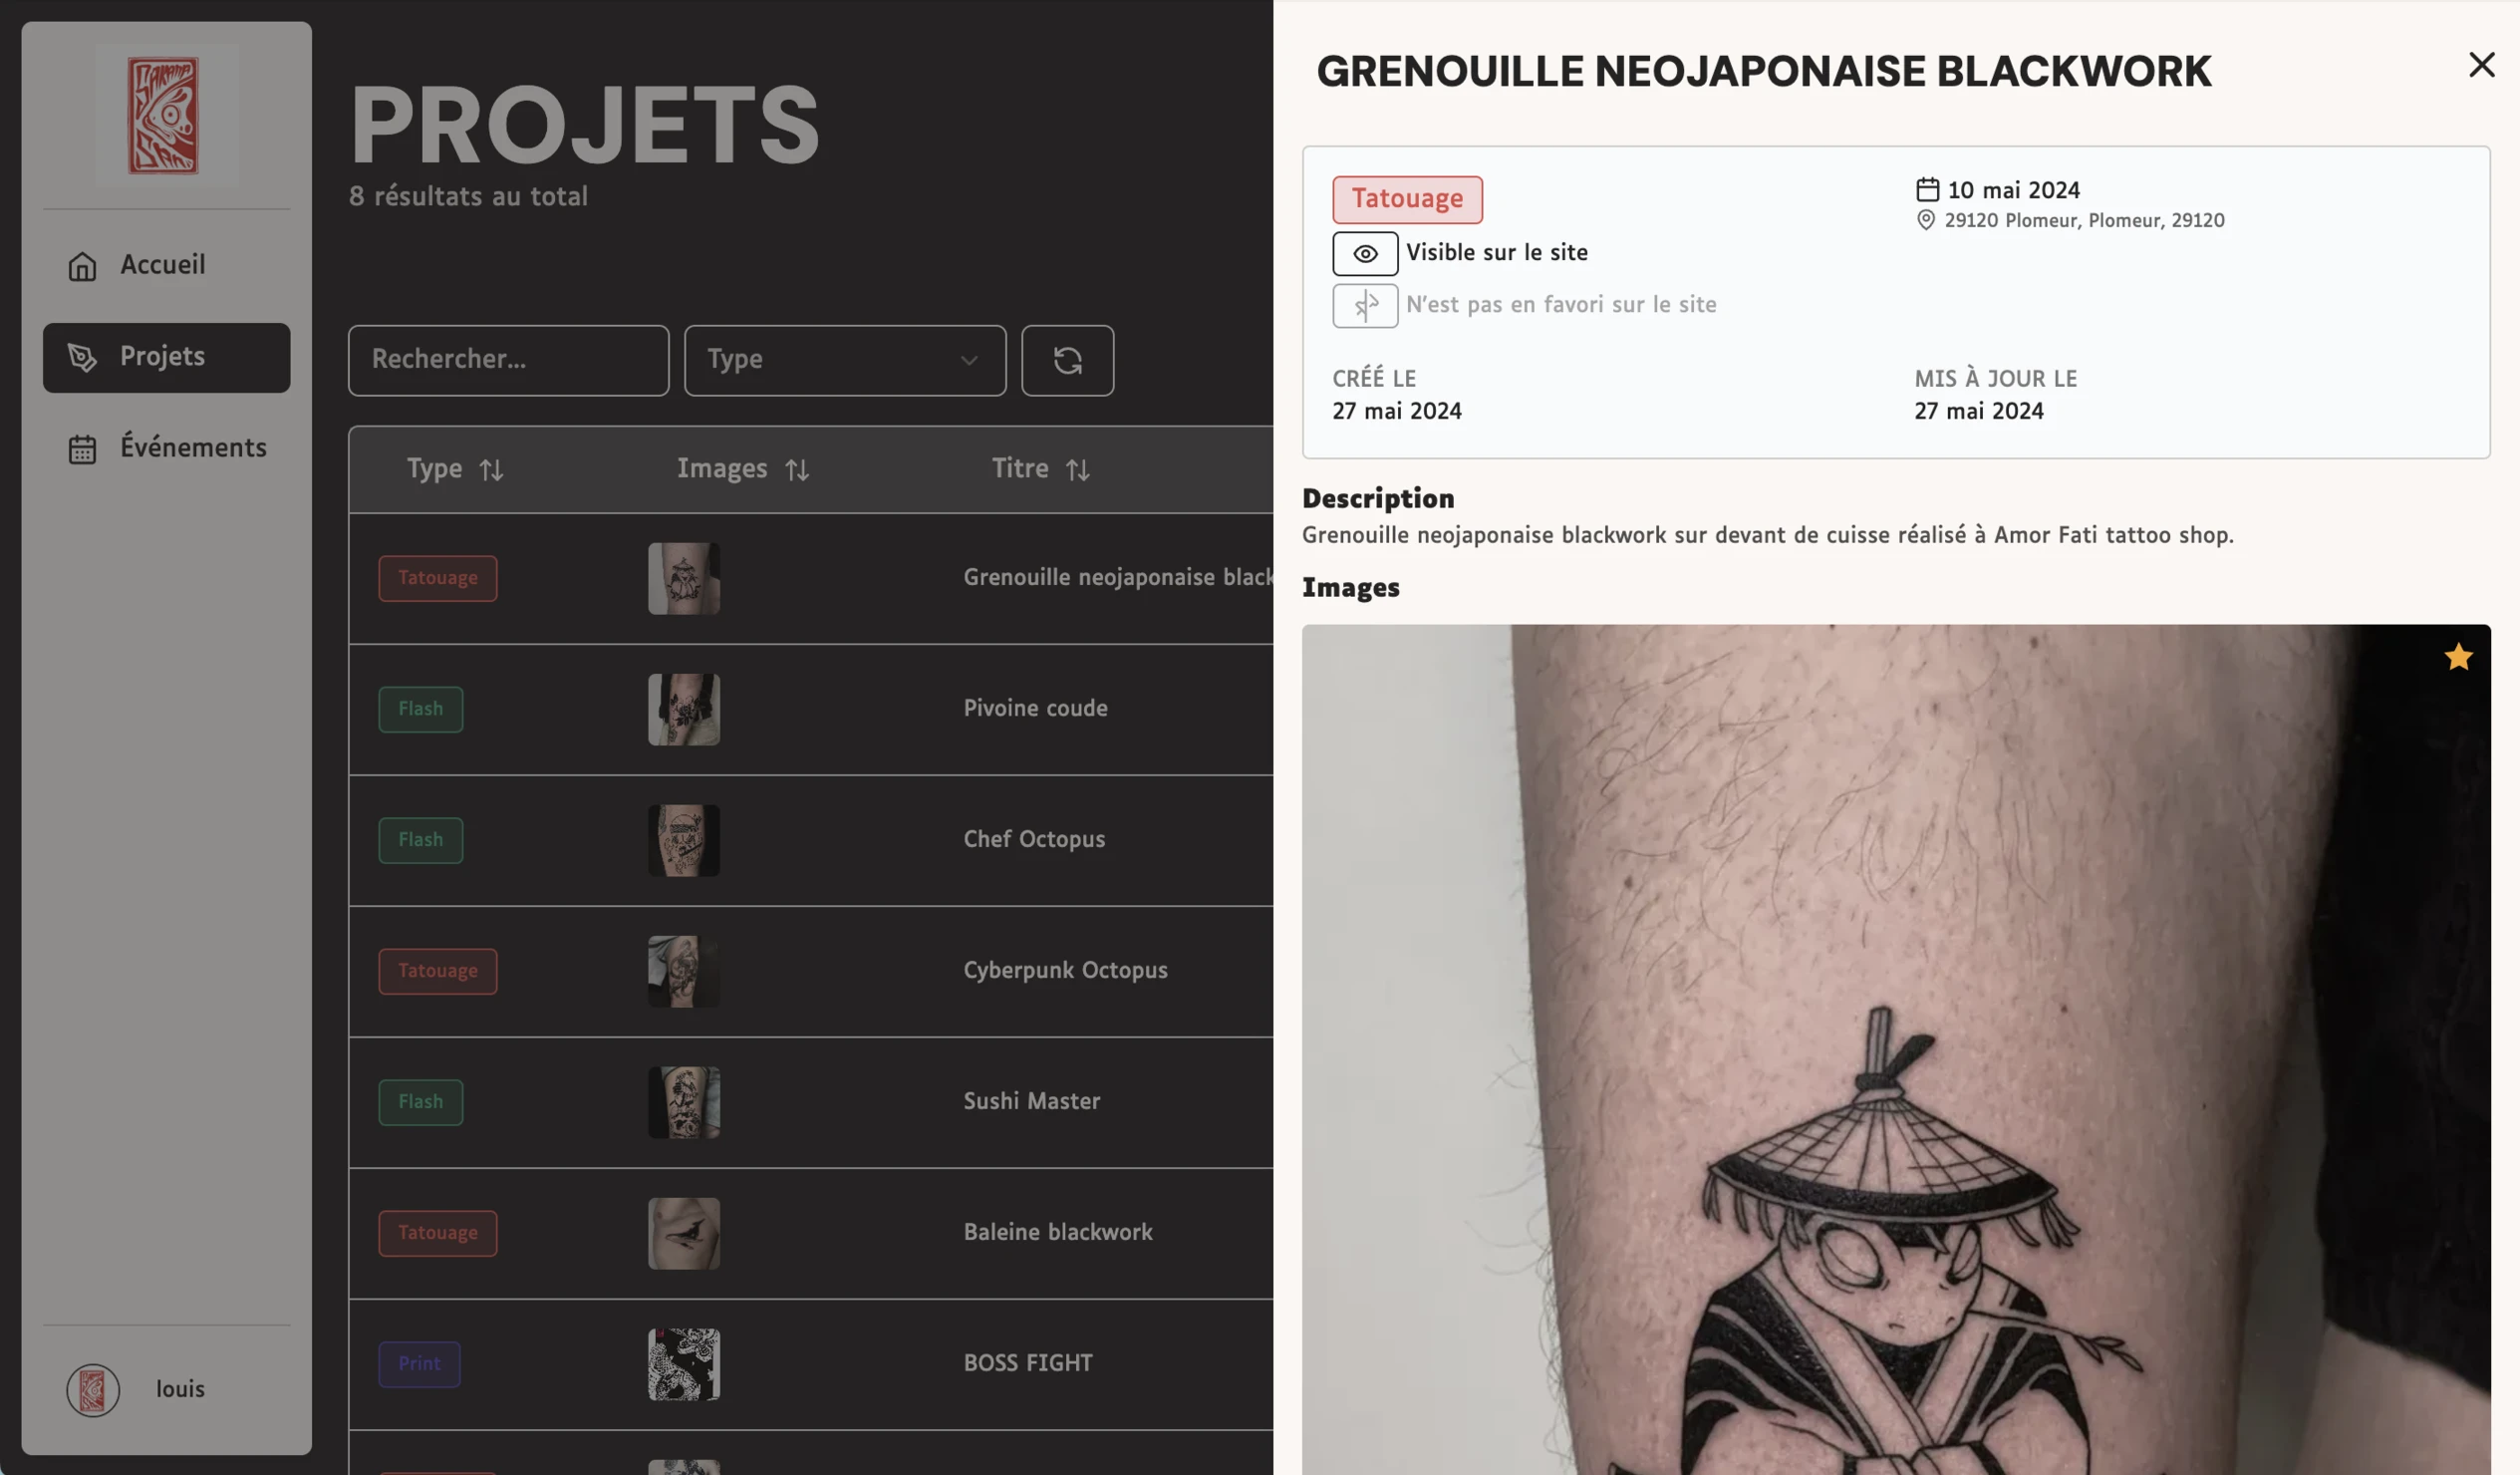 Accueil
Projets
Événements
louis
PROJETS
8 résultats au total
Rechercher...
Type
Type
Images
Titre
Tatouage
Grenouille neojaponaise black
Flash
Pivoine coude
Flash
Chef Octopus
Tatouage
Cyberpunk Octopus
Flash
Sushi Master
Tatouage
Baleine blackwork
Print
BOSS FIGHT
GRENOUILLE NEOJAPONAISE BLACKWORK
Tatouage
Visible sur le site
N'est pas en favori sur le site
10 mai 2024
29120 Plomeur, Plomeur, 29120
CRÉÉ LE
27 mai 2024
MIS À JOUR LE
27 mai 2024
Description
Grenouille neojaponaise blackwork sur devant de cuisse réalisé à Amor Fati tattoo shop.
Images